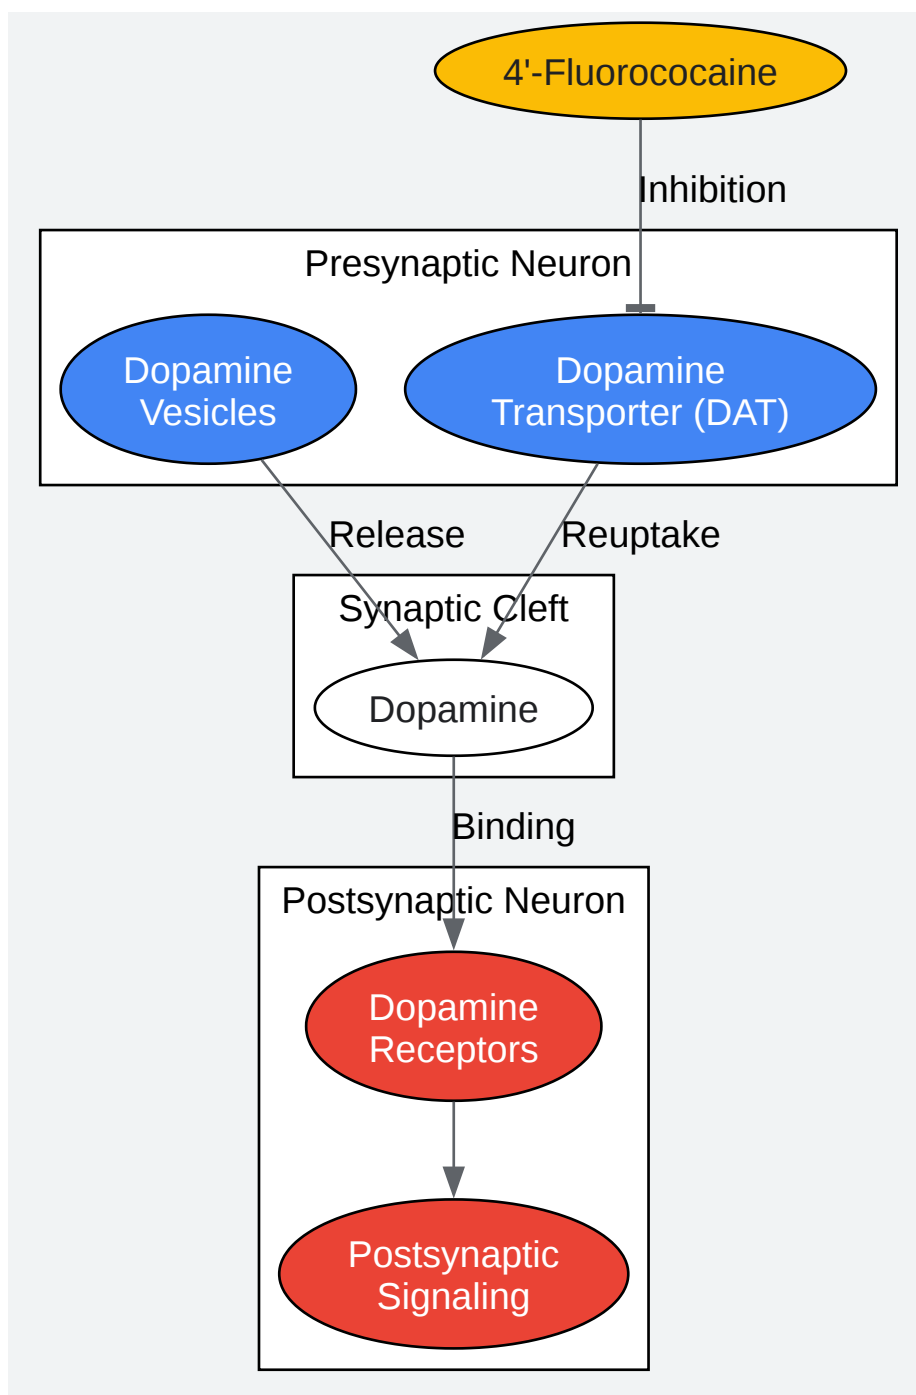 4'-Fluorococaine
Inhibition
Presynaptic Neuron
Dopamine
Vesicles
Dopamine
Transporter (DAT)
Release
Reuptake
Synaptic Cleft
Dopamine
Binding
Postsynaptic Neuron
Dopamine
Receptors
Postsynaptic
Signaling